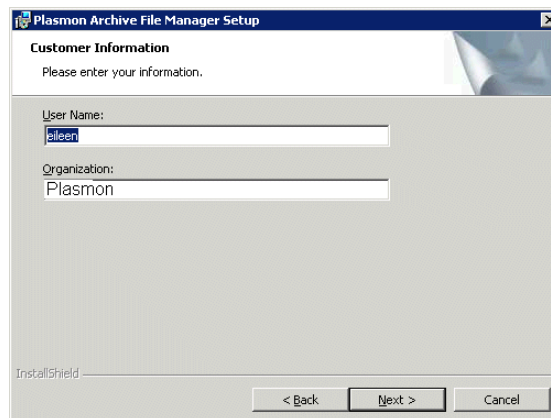 Plasmon Archive File Manager Setup
Customer Information
Please enter your information.
User Name:
eileen
Organization:
Plasmon
InstallShield
< Back
Next >
Cancel